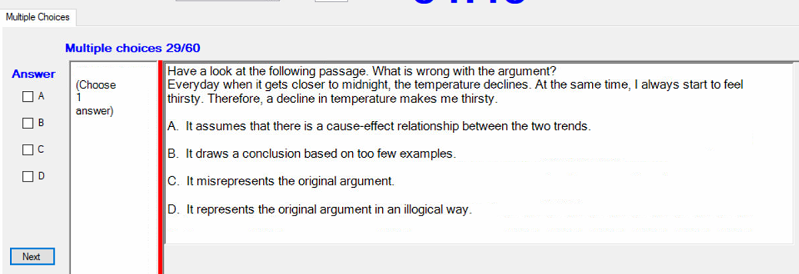 Multiple Choices
Multiple choices 29/60
Answer
A
B
C
D
(Choose
1
answer)
Have a look at the following passage. What is wrong with the argument?
Everyday when it gets closer to midnight, the temperature declines. At the same time, I always start to feel
thirsty. Therefore, a decline in temperature makes me thirsty.
A. It assumes that there is a cause-effect relationship between the two trends.
B. It draws a conclusion based on too few examples.
C. It misrepresents the original argument.
D. It represents the original argument in an illogical way.
Next